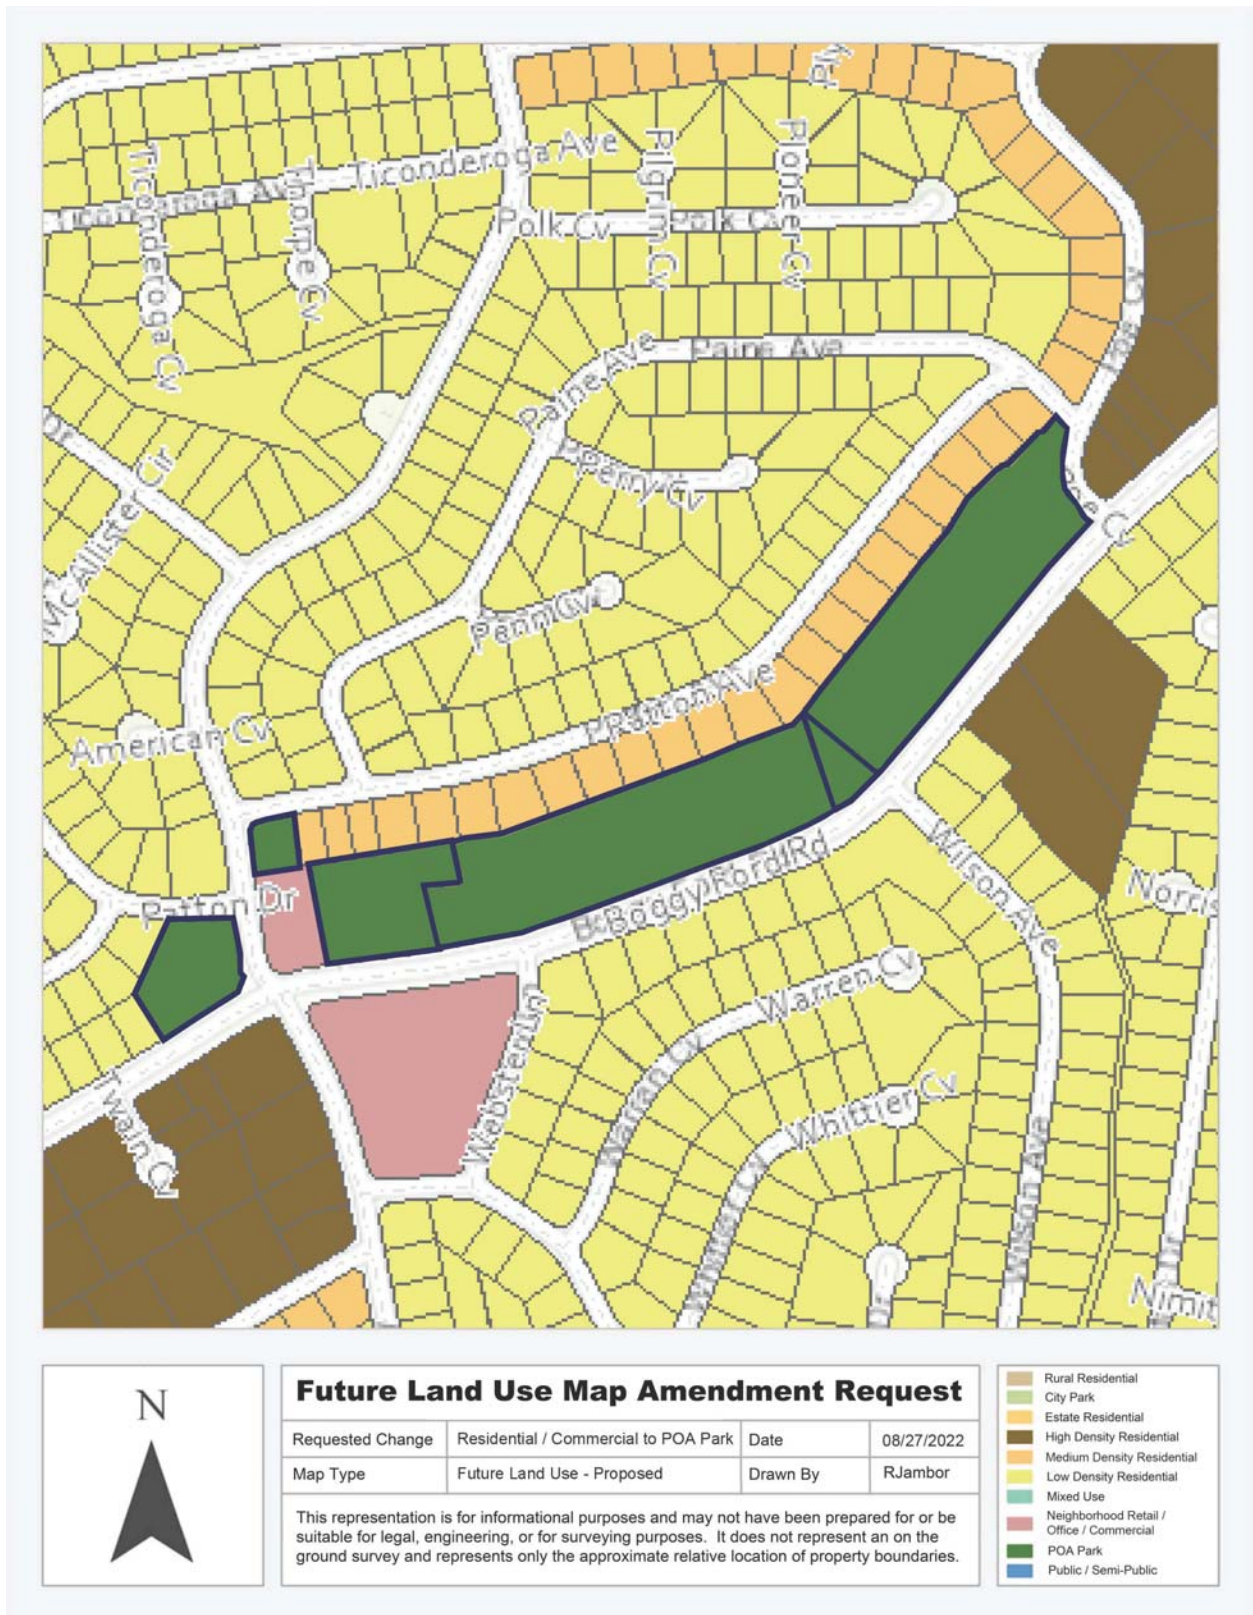 Pky
Ticonderoga Ave
Ticonderoga Ave
Ticonderoga Cv
Thorpe Cv
Pilgrim Cv
Pioneer Cv
Polk Cv
Polk Cv
Paine Ave
Paine Ave
Perry Cv
McAllister Cir
Penn Cv
Patton Ave
American Cv
Patton Dr
Boggy Ford Rd
Wilson Ave
Norris
Warren Cv
Webster Ln
Warran Cv
Whittier Cv
Twain Cv
Whittier Cv
Wilson Ave
Dr
Dr
Nimit
N
Future Land Use Map Amendment Request
Requested Change Residential / Commercial to POA Park Date 08/27/2022
Map Type Future Land Use - Proposed Drawn By RJambor
This representation is for informational purposes and may not have been prepared for or be
suitable for legal, engineering, or for surveying purposes. It does not represent an on the
ground survey and represents only the approximate relative location of property boundaries.
Rural Residential
City Park
Estate Residential
High Density Residential
Medium Density Residential
Low Density Residential
Mixed Use
Neighborhood Retail /
Office / Commercial
POA Park
Public / Semi-Public